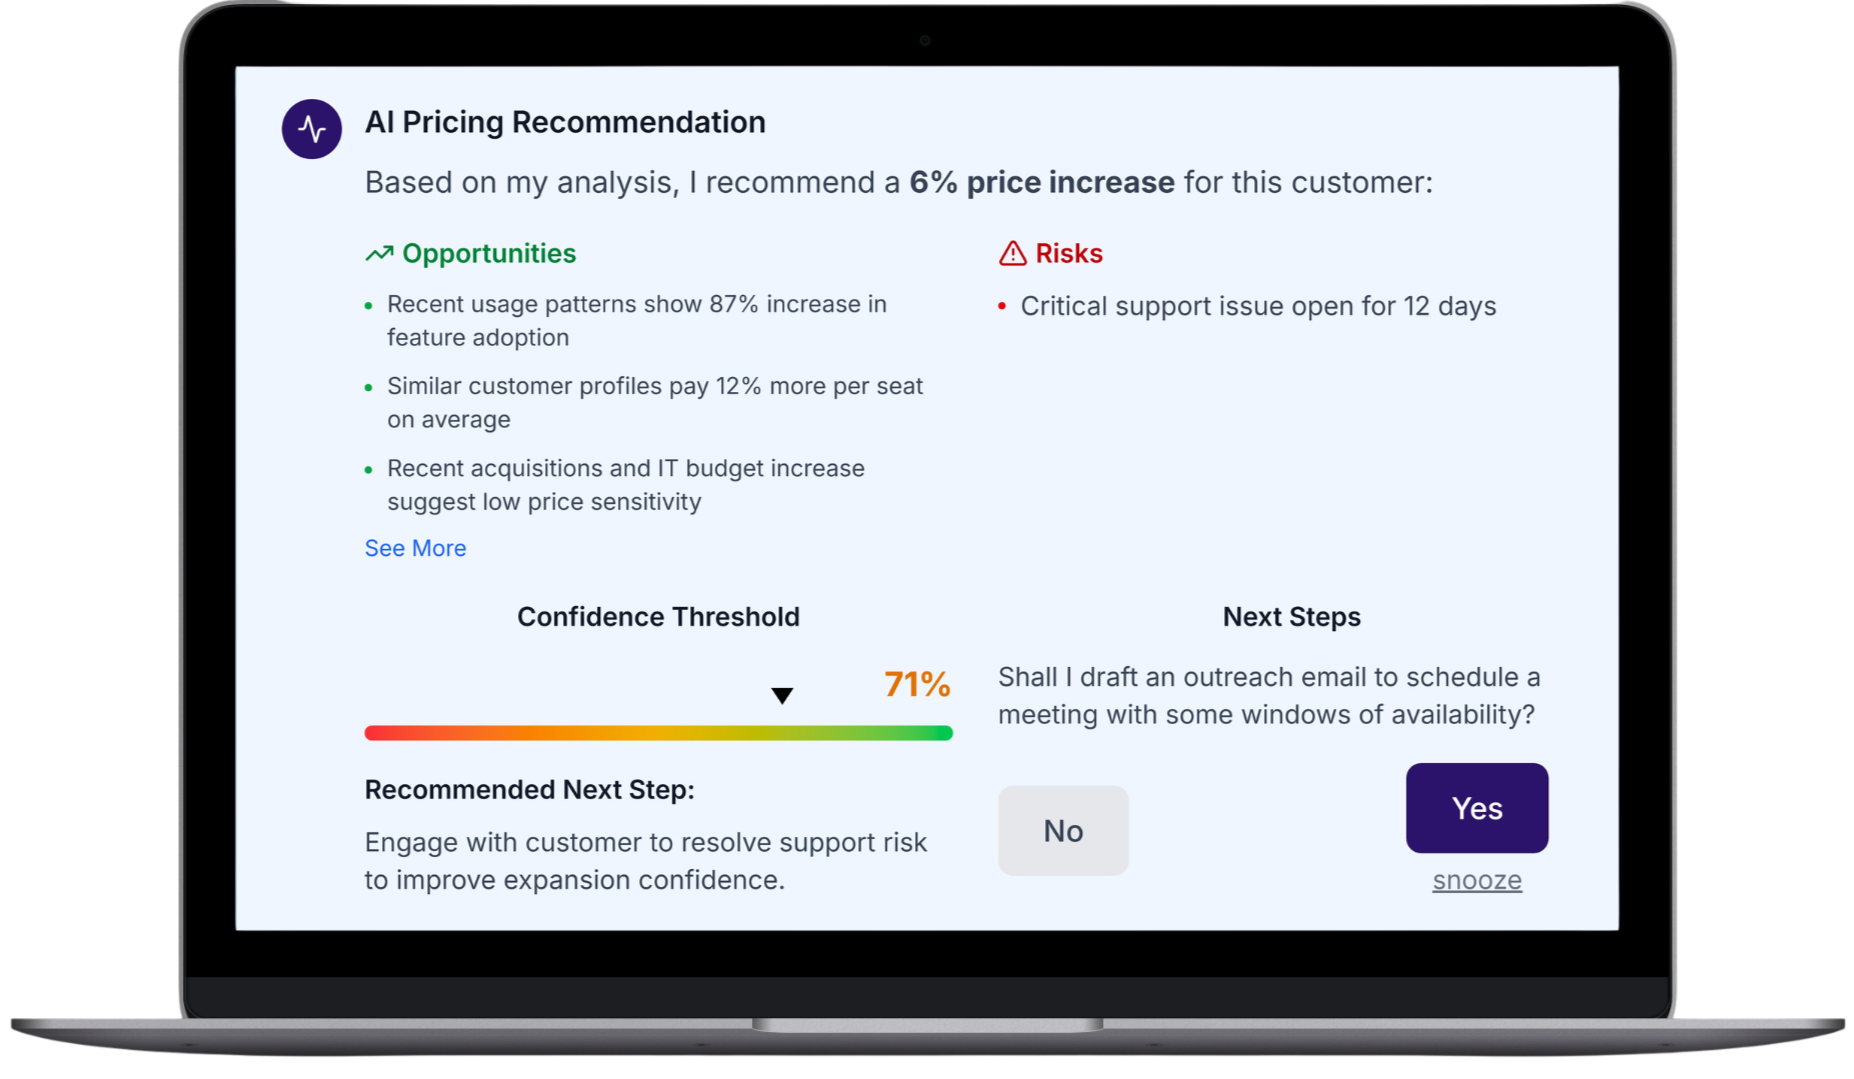 AI Pricing Recommendation
Based on my analysis, I recommend a 6% price increase for this customer:
Opportunities
• Recent usage patterns show 87% increase in
feature adoption
• Similar customer profiles pay 12% more per seat
on average
• Recent acquisitions and IT budget increase
suggest low price sensitivity
See More
Risks
• Critical support issue open for 12 days
Confidence Threshold
71%
Recommended Next Step:
Engage with customer to resolve support risk
to improve expansion confidence.
Next Steps
Shall I draft an outreach email to schedule a
meeting with some windows of availability?
No
Yes
snooze